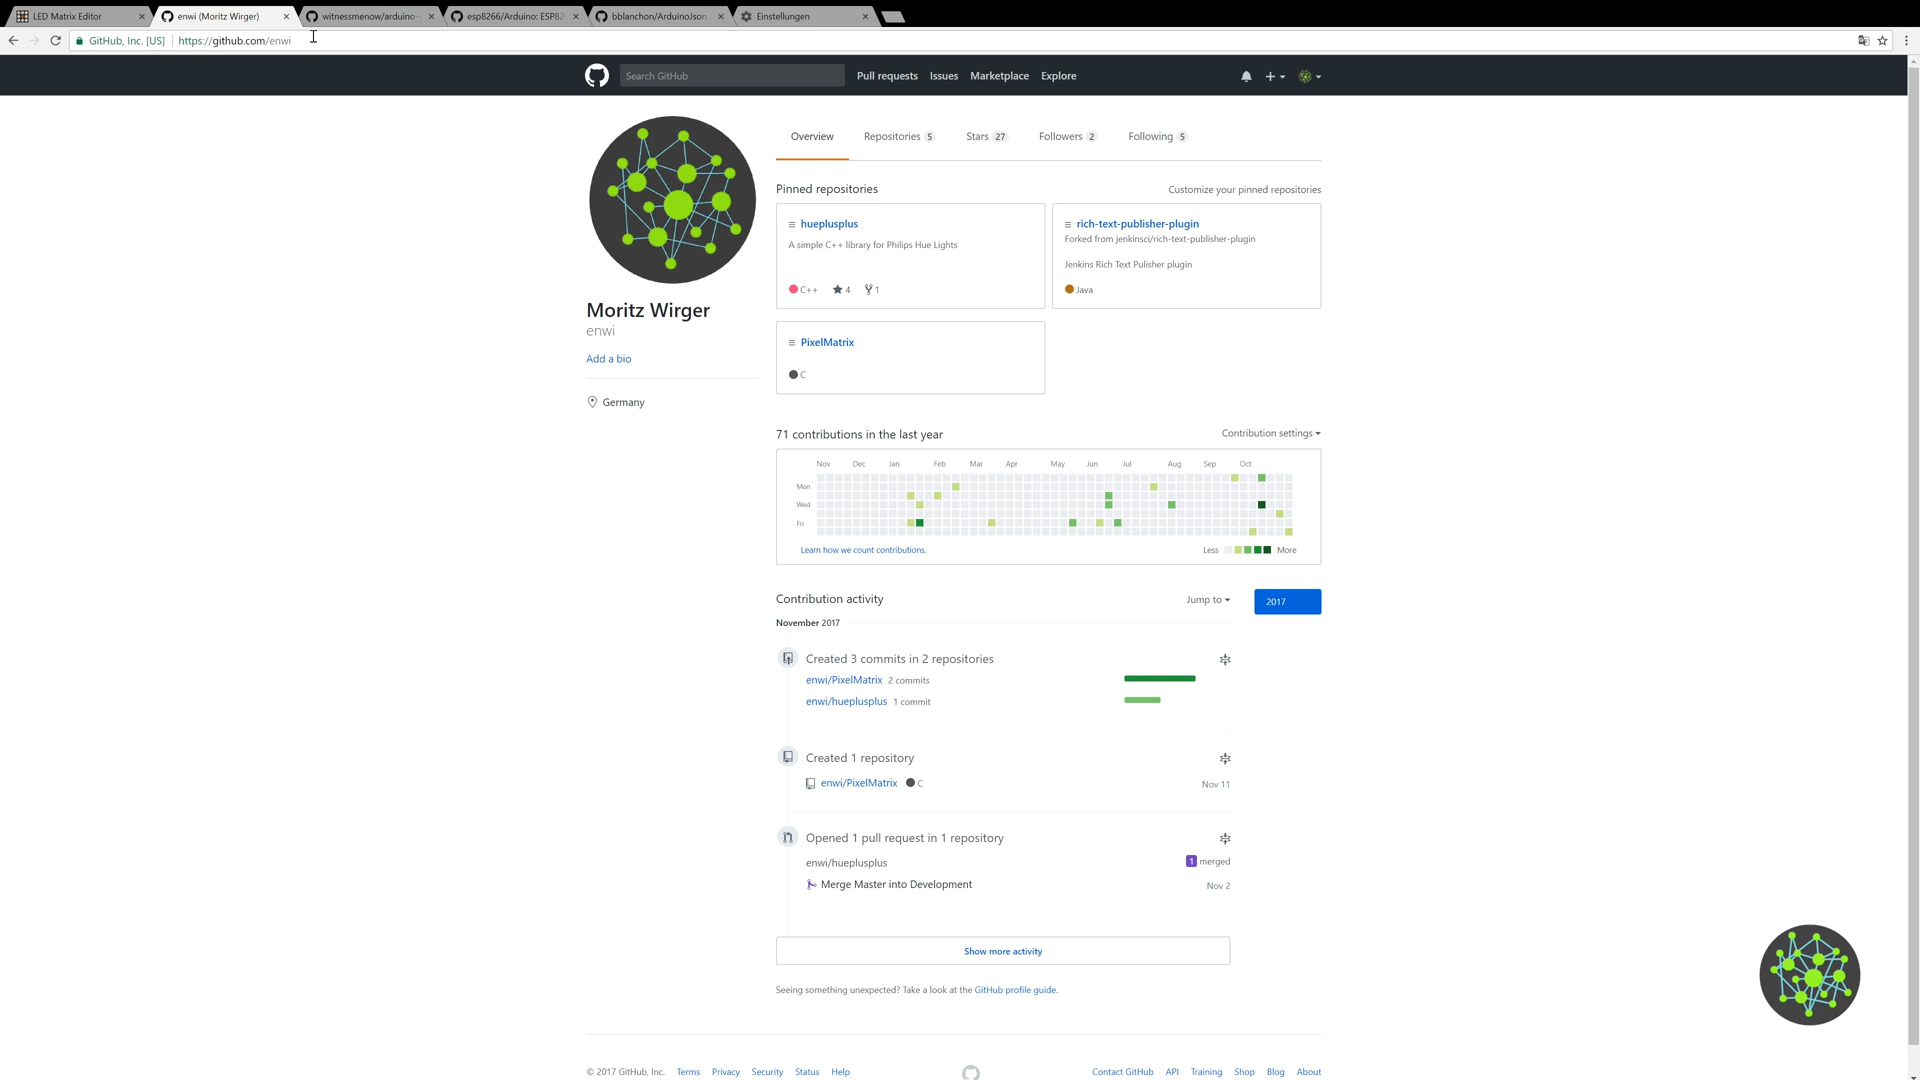 LED Matrix Editor
enwi (Moritz Wirger)
witnessmenow/arduino-
esp8266/Arduino: ESP82
bblanchon/ArduinoJson
Einstellungen
GitHub, Inc. [US] https://github.com/enwi
Search GitHub
Pull requests Issues Marketplace Explore
Overview Repositories 5 Stars 27 Followers 2 Following 5
Moritz Wirger
enwi
Add a bio
Germany
Pinned repositories
Customize your pinned repositories
hueplusplus
A simple C++ library for Philips Hue Lights
C++ 4 1
rich-text-publisher-plugin
Forked from jenkinsci/rich-text-publisher-plugin
Jenkins Rich Text Pulisher plugin
Java
PixelMatrix
C
71 contributions in the last year
Contribution settings
Nov Dec Jan Feb Mar Apr May Jun Jul Aug Sep Oct
Mon
Wed
Fri
Learn how we count contributions.
Less More
Contribution activity
Jump to
2017
November 2017
Created 3 commits in 2 repositories
enwi/PixelMatrix 2 commits
enwi/hueplusplus 1 commit
Created 1 repository
enwi/PixelMatrix C Nov 11
Opened 1 pull request in 1 repository
enwi/hueplusplus 1 merged
Merge Master into Development Nov 2
Show more activity
Seeing something unexpected? Take a look at the GitHub profile guide.
© 2017 GitHub, Inc. Terms Privacy Security Status Help
Contact GitHub API Training Shop Blog About